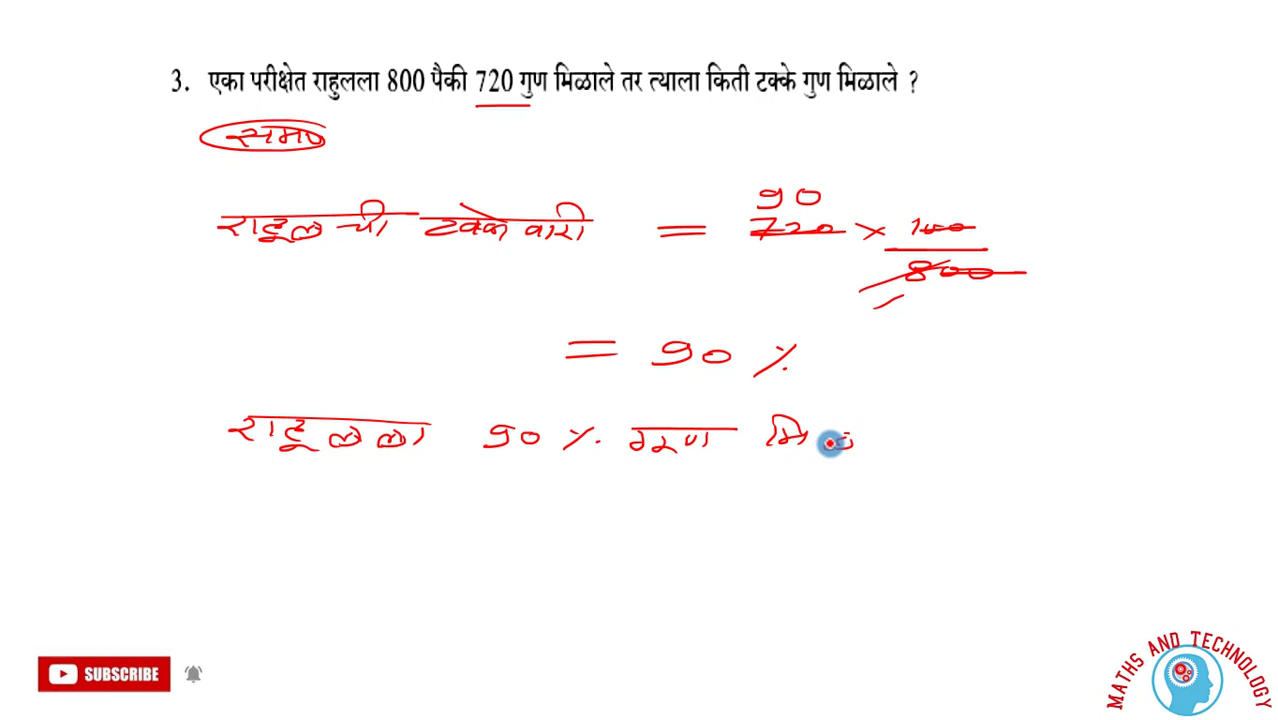 3. एका परीक्षेत राहुलला 800 पैकी 720 गुण मिळाले तर त्याला किती टक्के गुण मिळाले ?
राहूलची टक्केवारी = 720 × 100
90
800
= 90 %
राहूलला 90 % गुण मि
SUBSCRIBE
MATHS AND TECHNOLOGY